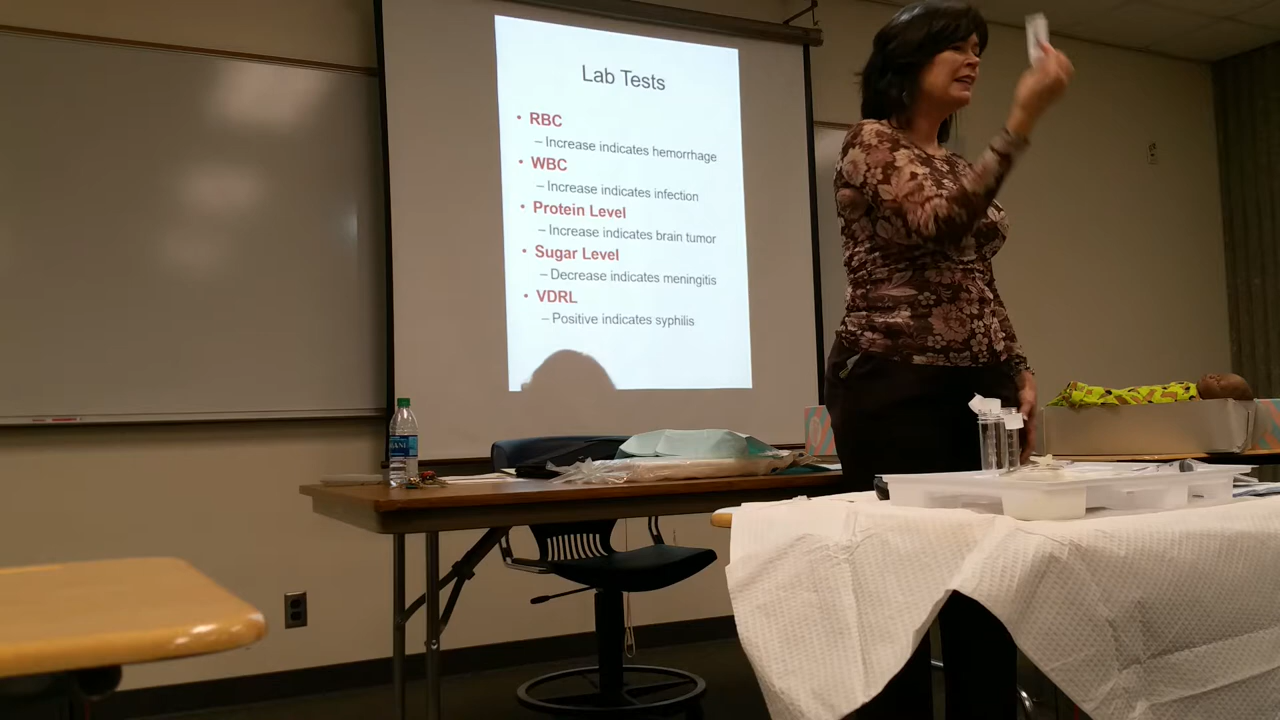 Lab Tests
• RBC
– Increase indicates hemorrhage
• WBC
– Increase indicates infection
• Protein Level
– Increase indicates brain tumor
• Sugar Level
– Decrease indicates meningitis
• VDRL
– Positive indicates syphilis